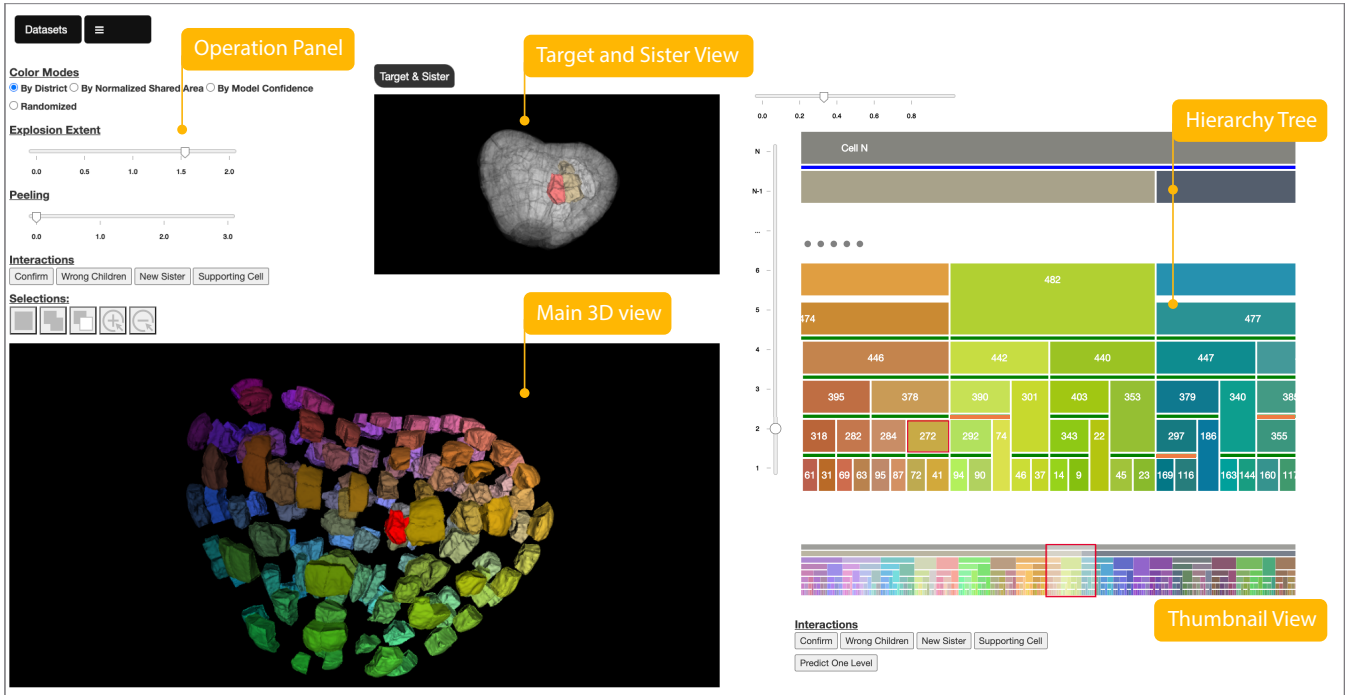 Datasets ≡
Operation Panel
Color Modes
By District By Normalized Shared Area By Model Confidence
Randomized
Explosion Extent
0.0 0.5 1.0 1.5 2.0
Peeling
0.0 1.0 2.0 3.0
Interactions
Confirm Wrong Children New Sister Supporting Cell
Selections:
Target and Sister View
Target & Sister
Main 3D view
0.0 0.2 0.4 0.6 0.8
Hierarchy Tree
N Cell N
N-1
...
6 482
5 474 477
4 446 442 440 447
3 395 378 390 301 403 353 379 340 385
2 318 282 284 272 292 74 343 22 297 186 355
1 61 31 69 63 95 87 72 41 94 90 46 37 14 9 45 23 169 116 163 144 160 117
Thumbnail View
Interactions
Confirm Wrong Children New Sister Supporting Cell
Predict One Level